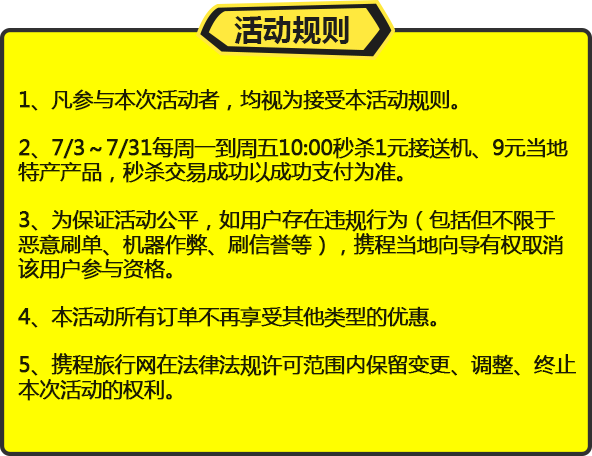 活动规则
1、凡参与本次活动者，均视为接受本活动规则。
2、7/3～7/31每周一到周五10:00秒杀1元接送机、9元当地
特产产品，秒杀交易成功以成功支付为准。
3、为保证活动公平，如用户存在违规行为（包括但不限于
恶意刷单、机器作弊、刷信誉等），携程当地向导有权取消
该用户参与资格。
4、本活动所有订单不再享受其他类型的优惠。
5、携程旅行网在法律法规许可范围内保留变更、调整、终止
本次活动的权利。